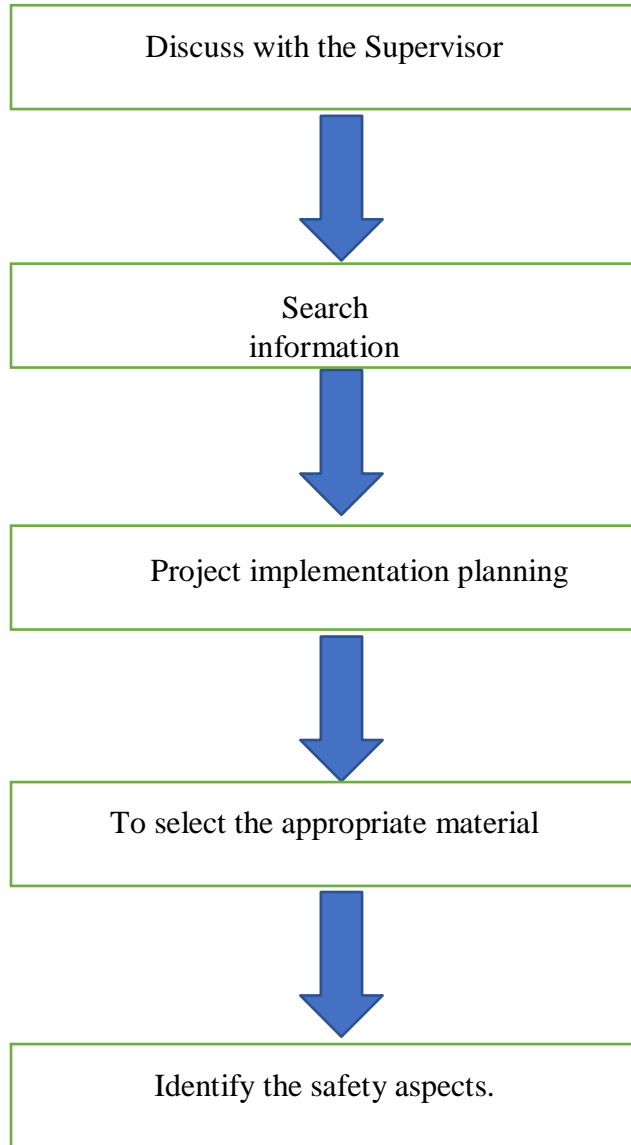 Discuss with the Supervisor
Search
information
Project implementation planning
To select the appropriate material
Identify the safety aspects.